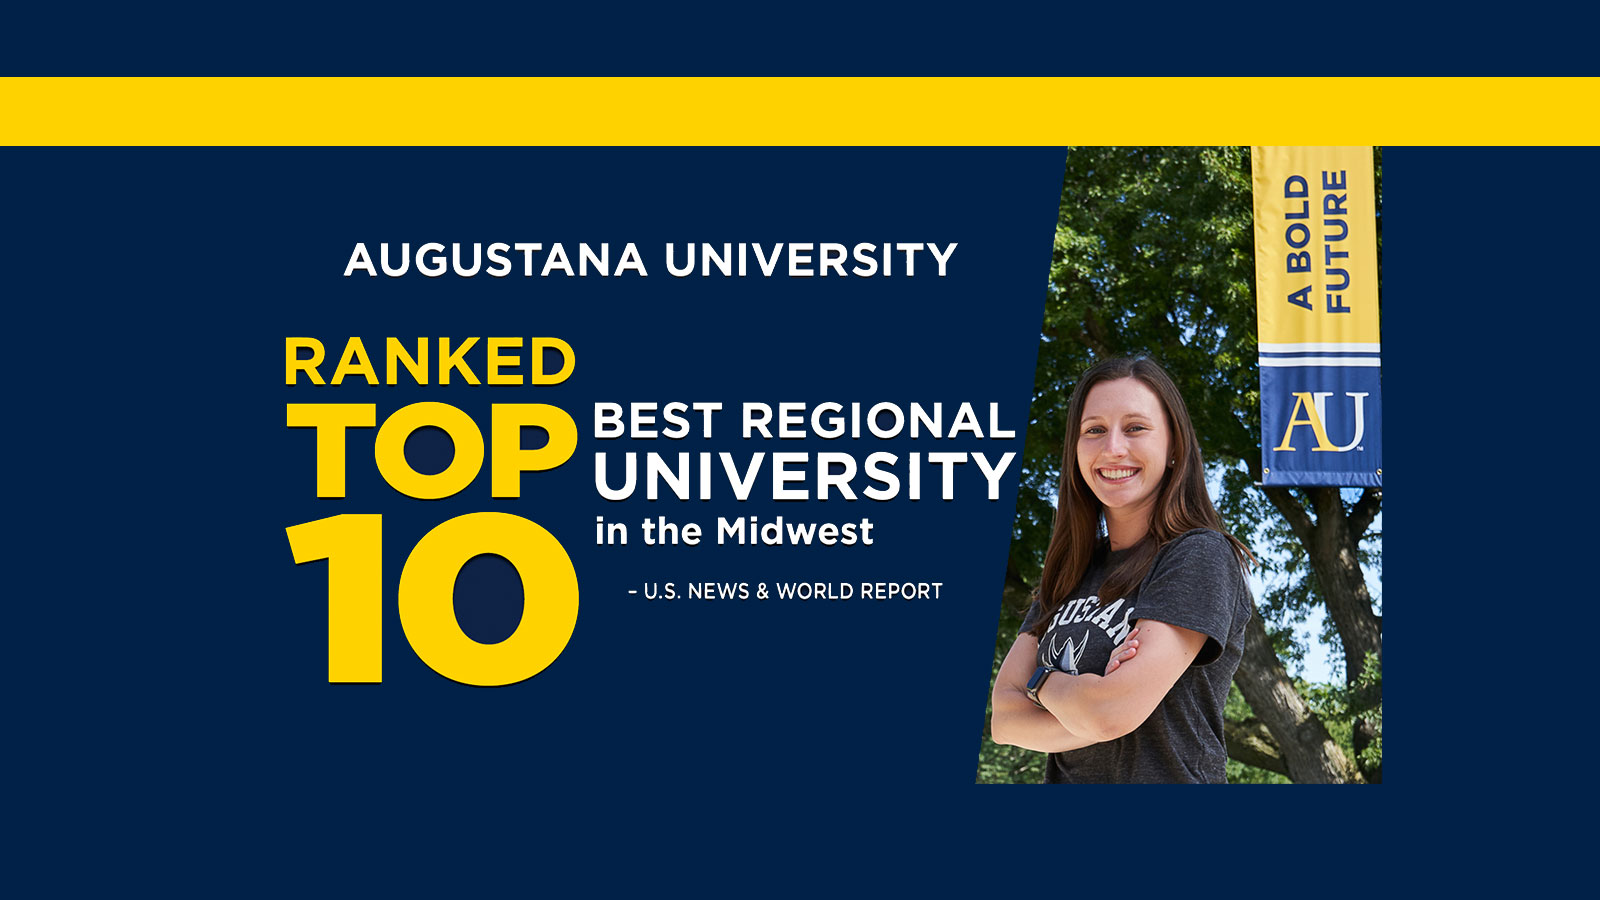 AUGUSTANA UNIVERSITY
RANKED
TOP
10
BEST REGIONAL
UNIVERSITY
in the Midwest
– U.S. NEWS & WORLD REPORT
A BOLD
FUTURE
AU